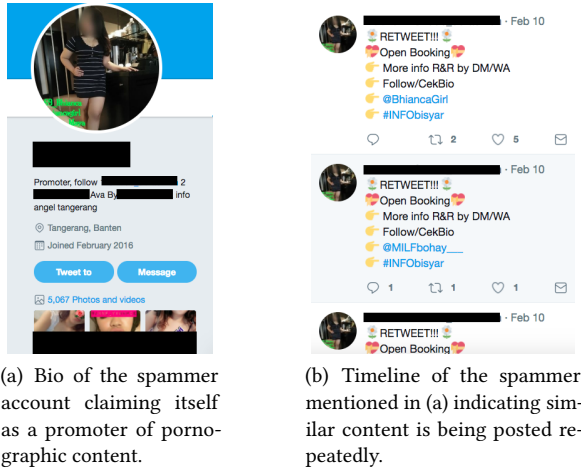 Promoter, follow 2
Ava By info
angel tangerang
Tangerang, Banten
Joined February 2016
Tweet to Message
5,067 Photos and videos
(a) Bio of the spammer
account claiming itself
as a promoter of porno-
graphic content.
· Feb 10
RETWEET!!!
Open Booking
More info R&R by DM/WA
Follow/CekBio
@BhiancaGirl
#INFObisyar
2 5
· Feb 10
RETWEET!!!
Open Booking
More info R&R by DM/WA
Follow/CekBio
@MILFbohay___
#INFObisyar
1 1 1
· Feb 10
RETWEET!!!
Open Booking
(b) Timeline of the spammer
mentioned in (a) indicating sim-
ilar content is being posted re-
peatedly.